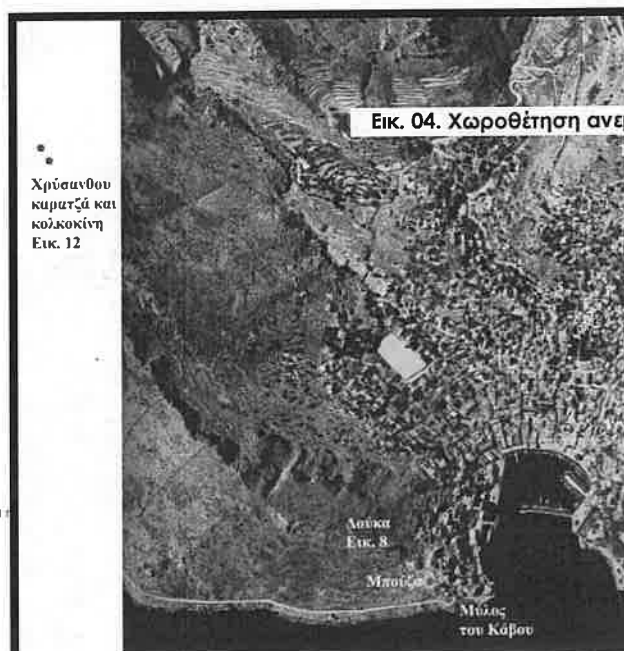 Εικ. 04. Χωροθέτηση ανε
Χρύσανθου
καρατζά και
κολκοκίνη
Εικ. 12
Λούκα
Εικ. 8
Μπούζα
Μύλος
του Κάβου